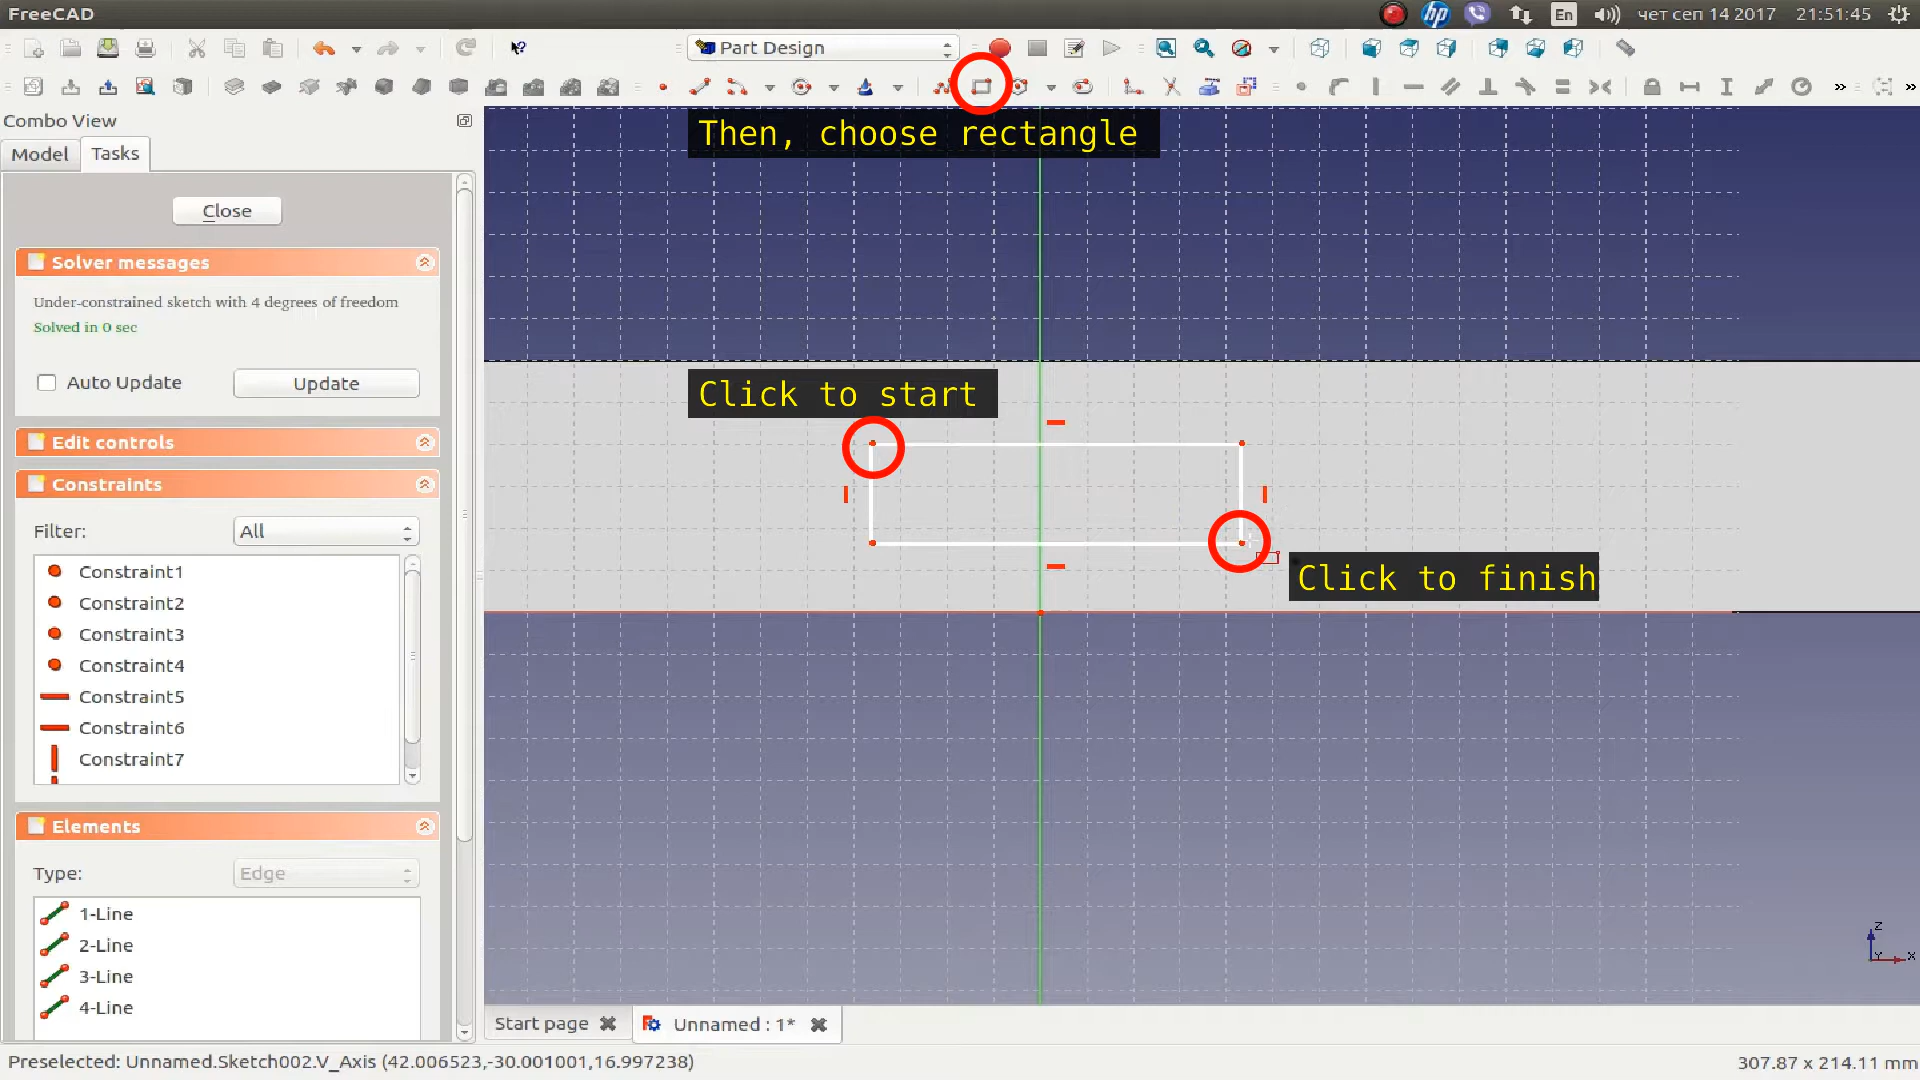 FreeCAD
En
чет сеп 14 2017
21:51:45
Part Design
Then, choose rectangle
Combo View
Model
Tasks
Close
Solver messages
Under-constrained sketch with 4 degrees of freedom
Solved in 0 sec
Auto Update
Update
Click to start
Edit controls
Constraints
Filter:
All
Constraint1
Constraint2
Constraint3
Constraint4
Constraint5
Constraint6
Constraint7
Click to finish
Elements
Type:
Edge
1-Line
2-Line
3-Line
4-Line
Z
Y
X
Start page
Unnamed : 1*
Preselected: Unnamed.Sketch002.V_Axis (42.006523,-30.001001,16.997238)
307.87 x 214.11 mm